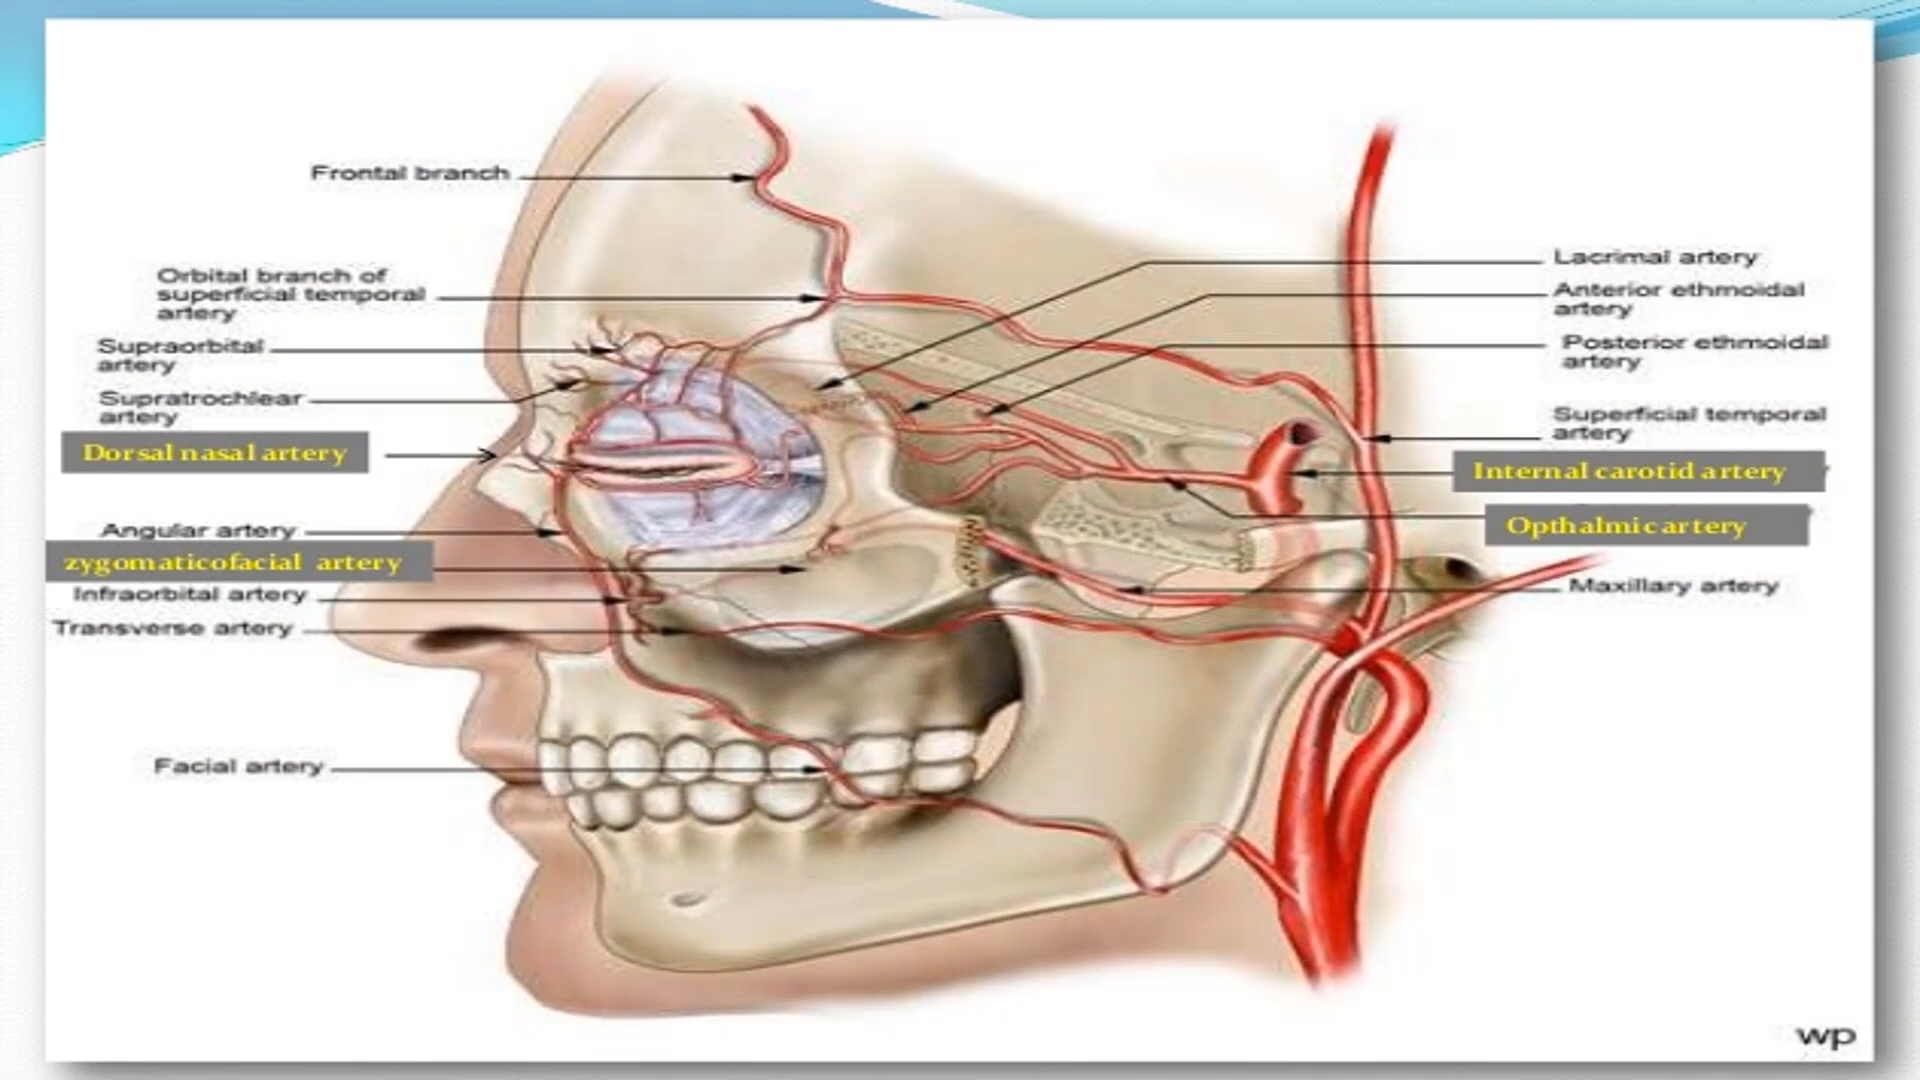 Frontal branch
Orbital branch of
superficial temporal
artery
Supraorbital
artery
Supratrochlear
artery
Dorsal nasal artery
Angular artery
zygomaticofacial artery
Infraorbital artery
Transverse artery
Facial artery
Lacrimal artery
Anterior ethmoidal
artery
Posterior ethmoidal
artery
Superficial temporal
artery
Internal carotid artery
Opthalmic artery
Maxillary artery
wp